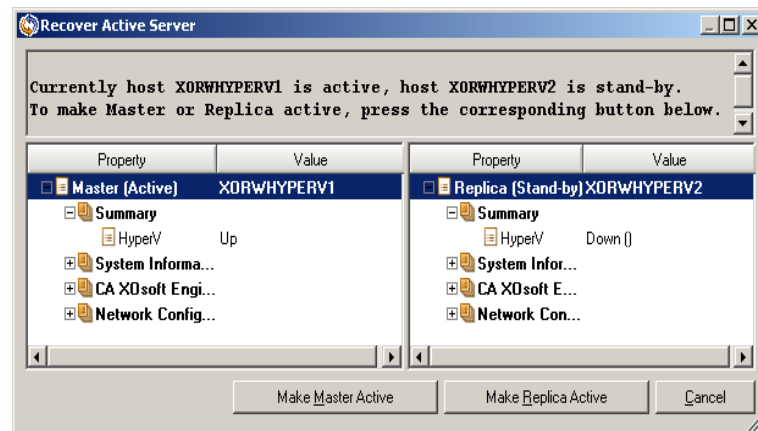 Recover Active Server
Currently host XORWHYPERV1 is active, host XORWHYPERV2 is stand-by.
To make Master or Replica active, press the corresponding button below.
Property Value Property Value
Master (Active) XORWHYPERV1 Replica (Stand-by) XORWHYPERV2
Summary Summary
HyperV Up HyperV Down ()
System Informa... System Infor...
CA XOsoft Engi... CA XOsoft E...
Network Config... Network Con...
Make Master Active Make Replica Active Cancel